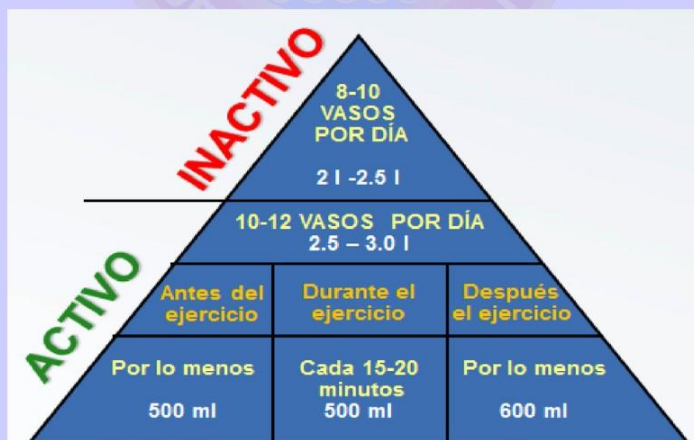 INACTIVO
8-10
VASOS
POR DÍA
2 l -2.5 l
ACTIVO
10-12 VASOS POR DÍA
2.5 – 3.0 l
Antes del
ejercicio
Durante el
ejercicio
Después
el ejercicio
Por lo menos
500 ml
Cada 15-20
minutos
500 ml
Por lo menos
600 ml